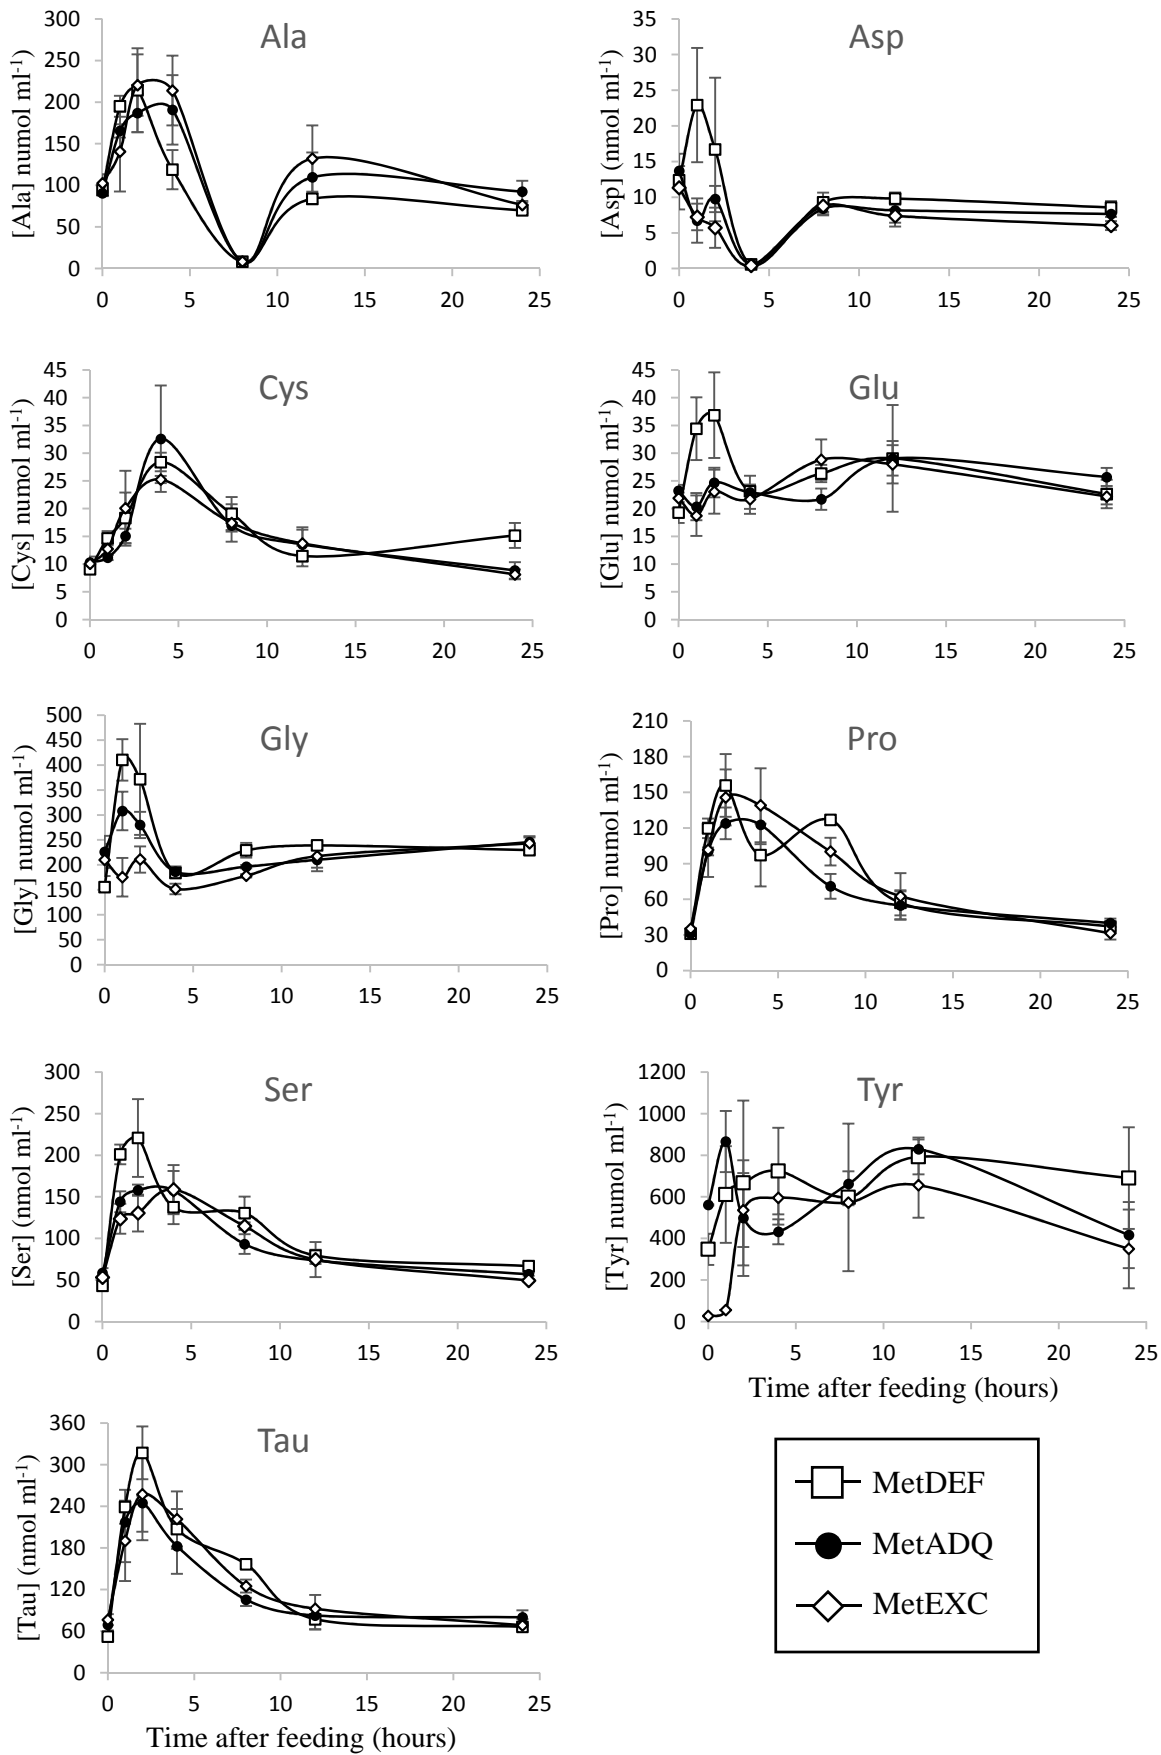 Ala
[Ala] numol ml-1)
300
250
200
150
100
50
0
0 5 10 15 20 25
Asp
[Asp] (nmol ml-1)
35
30
25
20
15
10
5
0
0 5 10 15 20 25
Cys
[Cys] numol ml-1)
45
40
35
30
25
20
15
10
5
0
0 5 10 15 20 25
Glu
[Glu] numol ml-1)
45
40
35
30
25
20
15
10
5
0
0 5 10 15 20 25
Gly
[Gly] numol ml-1)
500
450
400
350
300
250
200
150
100
50
0
0 5 10 15 20 25
Pro
[Pro] numol ml-1)
210
180
150
120
90
60
30
0
0 5 10 15 20 25
Ser
[Ser] (nmol ml-1)
300
250
200
150
100
50
0
0 5 10 15 20 25
Tyr
[Tyr] numol ml-1)
1200
1000
800
600
400
200
0
0 5 10 15 20 25
Time after feeding (hours)
Tau
[Tau] (nmol ml-1)
360
300
240
180
120
60
0
0 5 10 15 20 25
Time after feeding (hours)
MetDEF
MetADQ
MetEXC